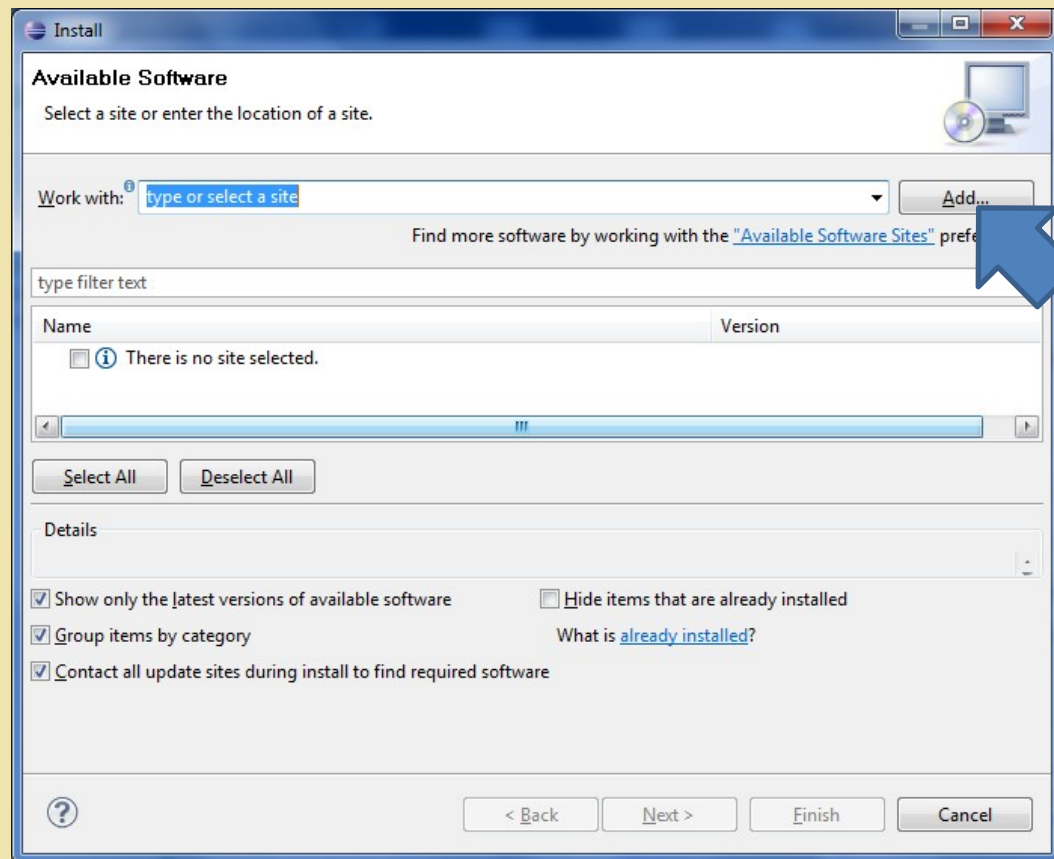 Install
Available Software
Select a site or enter the location of a site.
Work with: type or select a site Add...
Find more software by working with the "Available Software Sites"
type filter text
Name Version
There is no site selected.
Select All Deselect All
Details
Show only the latest versions of available software Hide items that are already installed
Group items by category What is already installed?
Contact all update sites during install to find required software
? < Back Next > Finish Cancel